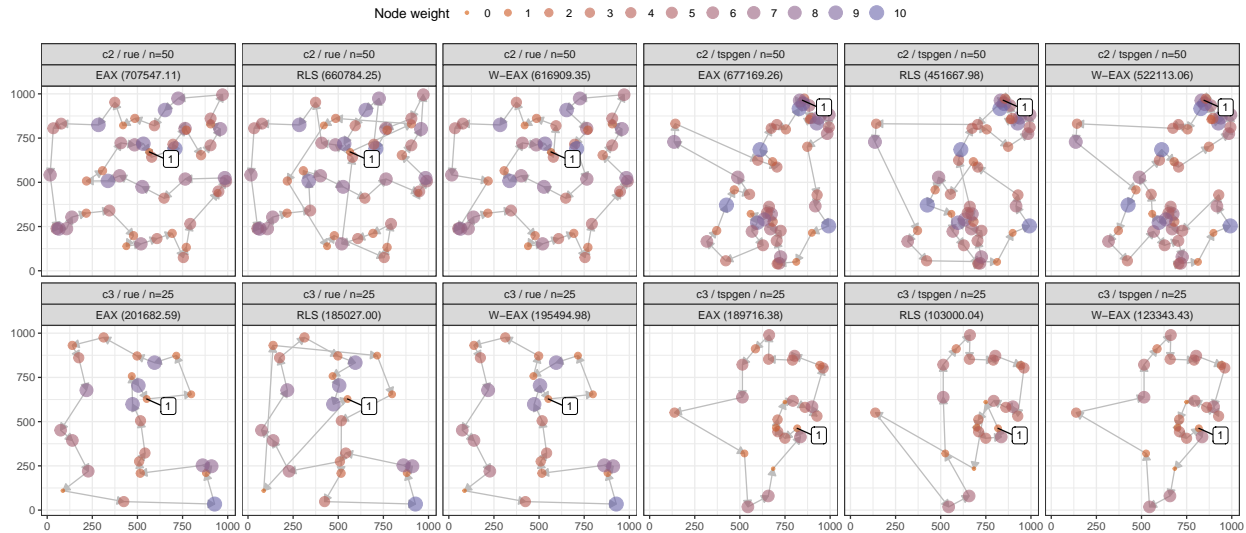 Node weight 0 1 2 3 4 5 6 7 8 9 10
c2 / rue / n=50 c2 / rue / n=50 c2 / rue / n=50 c2 / tspgen / n=50 c2 / tspgen / n=50 c2 / tspgen / n=50
EAX (707547.11) RLS (660784.25) W−EAX (616909.35) EAX (677169.26) RLS (451667.98) W−EAX (522113.06)
1000
1 1 1 1 1 1
750
500
250
0
c3 / rue / n=25 c3 / rue / n=25 c3 / rue / n=25 c3 / tspgen / n=25 c3 / tspgen / n=25 c3 / tspgen / n=25
EAX (201682.59) RLS (185027.00) W−EAX (195494.98) EAX (189716.38) RLS (103000.04) W−EAX (123343.43)
1000
750
1 1 1 1 1 1
500
250
0
0 250 500 750 1000 0 250 500 750 1000 0 250 500 750 1000 0 250 500 750 1000 0 250 500 750 1000 0 250 500 750 1000